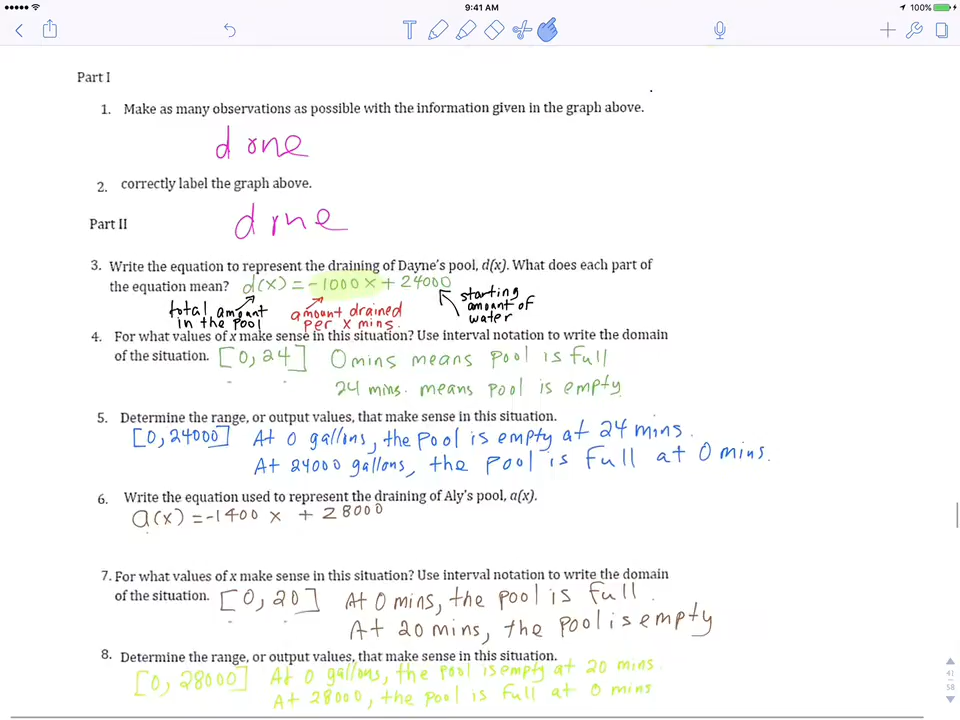 9:41 AM
100%
T
Part I
1. Make as many observations as possible with the information given in the graph above.
done
2. correctly label the graph above.
done
Part II
3. Write the equation to represent the draining of Dayne's pool, d(x). What does each part of
the equation mean? d(x) = -1000x + 24000
total amount in the pool
amount drained per x mins.
starting amount of water
4. For what values of x make sense in this situation? Use interval notation to write the domain
of the situation. [0, 24] 0 mins means pool is full
24 mins. means pool is empty
5. Determine the range, or output values, that make sense in this situation.
[0, 24000] At 0 gallons, the pool is empty at 24 mins.
At 24000 gallons, the pool is full at 0 mins.
6. Write the equation used to represent the draining of Aly's pool, a(x).
a(x) = -1400 x + 28000
7. For what values of x make sense in this situation? Use interval notation to write the domain
of the situation. [0, 20] At 0 mins, the pool is full.
At 20 mins, the pool is empty
8. Determine the range, or output values, that make sense in this situation.
[0, 28000] At 0 gallons, the pool is empty at 20 mins.
At 28000, the pool is full at 0 mins
41
58